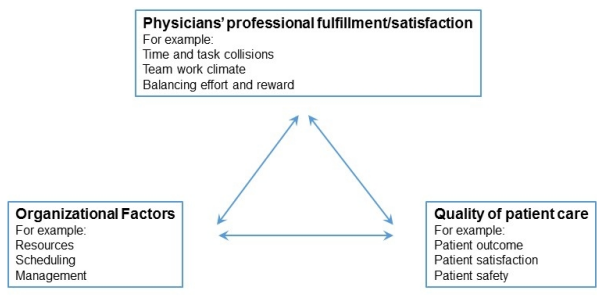 Physicians' professional fulfillment/satisfaction
For example:
Time and task collisions
Team work climate
Balancing effort and reward
Organizational Factors
For example:
Resources
Scheduling
Management
Quality of patient care
For example:
Patient outcome
Patient satisfaction
Patient safety